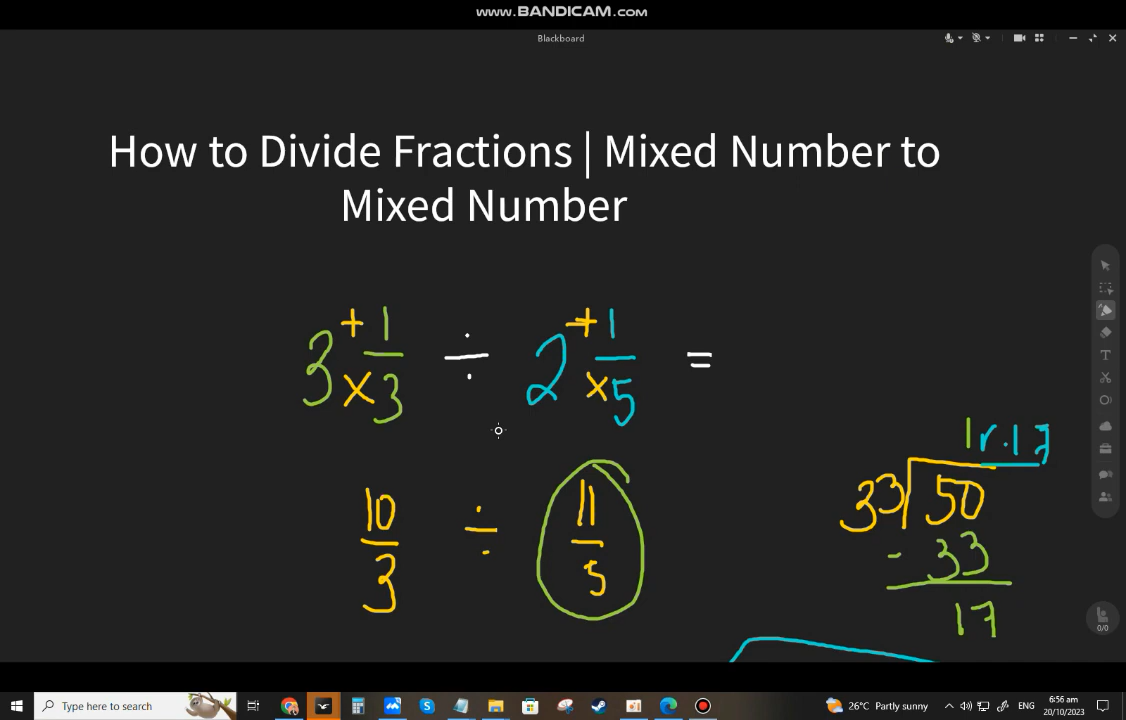 www.BANDICAM.com
Blackboard
How to Divide Fractions | Mixed Number to
Mixed Number
3 + 1 ÷ 2 + 1 =
x 3 x 5
1 r. 17
33 50
- 33
17
10 ÷ 11
3 5
0/0
Type here to search
26°C Partly sunny
ENG
6:56 am
20/10/2023